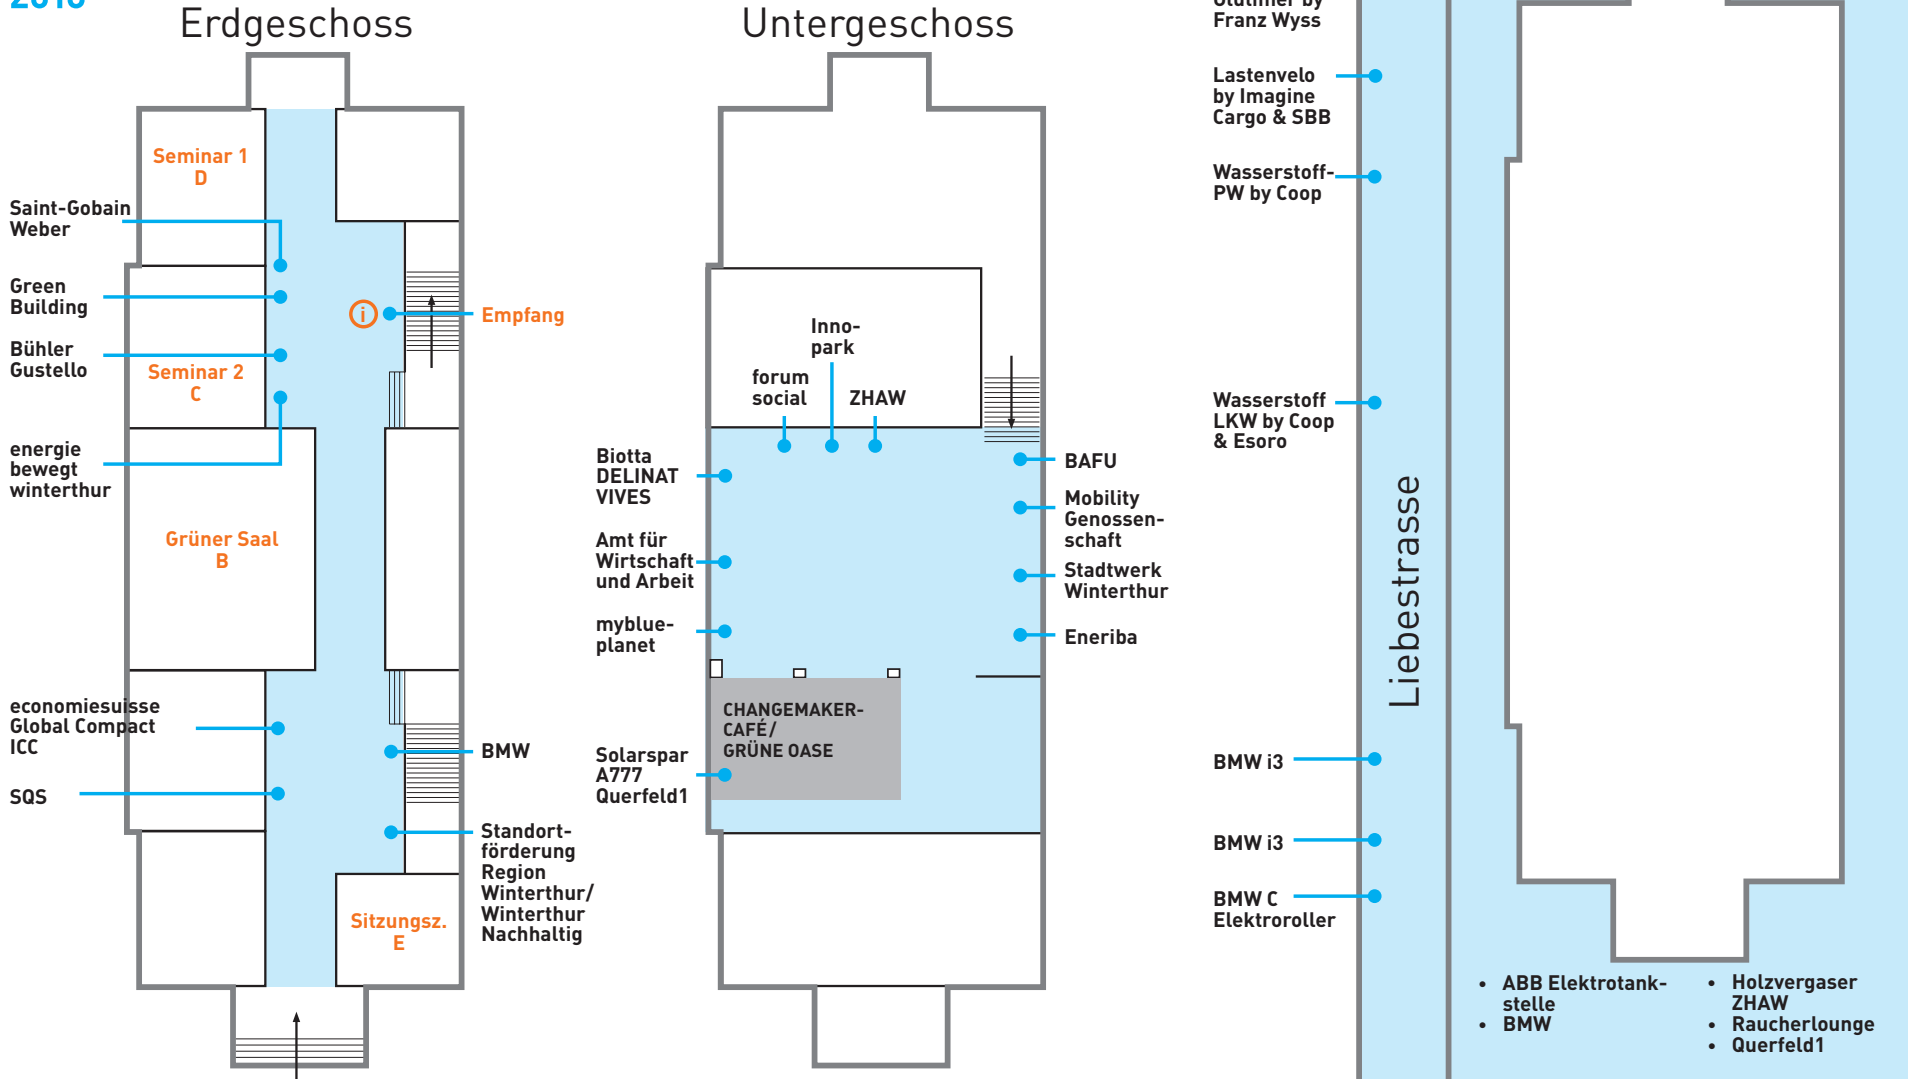 Erdgeschoss
Seminar 1
D
Saint-Gobain
Weber
Green
Building
Bühler
Gustello
Seminar 2
C
energie
bewegt
winterthur
i
Empfang
Grüner Saal
B
economiesuisse
Global Compact
ICC
SQS
BMW
Standort-
förderung
Region
Winterthur/
Winterthur
Nachhaltig
Sitzungsz.
E
Untergeschoss
Inno-
park
forum
social
ZHAW
Biotta
DELINAT
VIVES
Amt für
Wirtschaft
und Arbeit
myblue-
planet
BAFU
Mobility
Genossen-
schaft
Stadtwerk
Winterthur
Eneriba
CHANGEMAKER-
CAFÉ/
GRÜNE OASE
Solarspar
A777
Querfeld1
Franz Wyss
Lastenvelo
by Imagine
Cargo & SBB
Wasserstoff-
PW by Coop
Wasserstoff
LKW by Coop
& Esoro
Liebestrasse
BMW i3
BMW i3
BMW C
Elektroroller
• ABB Elektrotank-
stelle
• BMW
• Holzvergaser
ZHAW
• Raucherlounge
• Querfeld1